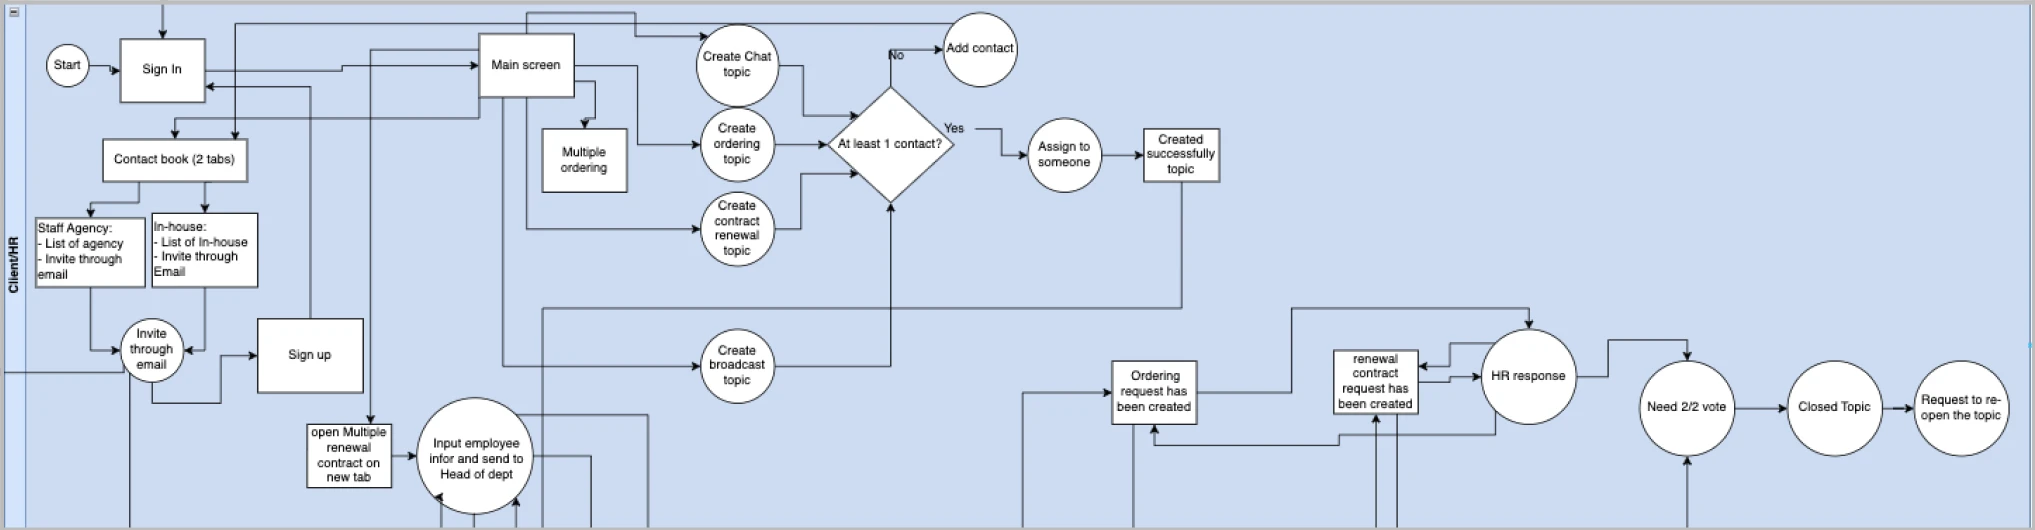 Client/HR
Start
Sign In
Main screen
Create Chat
topic
No
Add contact
Multiple
ordering
Create
ordering
topic
At least 1 contact?
Yes
Assign to
someone
Created
successfully
topic
Contact book (2 tabs)
Staff Agency:
- List of agency
- Invite through
email
In-house:
- List of In-house
- Invite through
Email
Create
contract
renewal
topic
Invite
through
email
Sign up
Create
broadcast
topic
Ordering
request has
been created
renewal
contract
request has
been created
HR response
Need 2/2 vote
Closed Topic
Request to re-
open the topic
open Multiple
renewal
contract on
new tab
Input employee
infor and send to
Head of dept